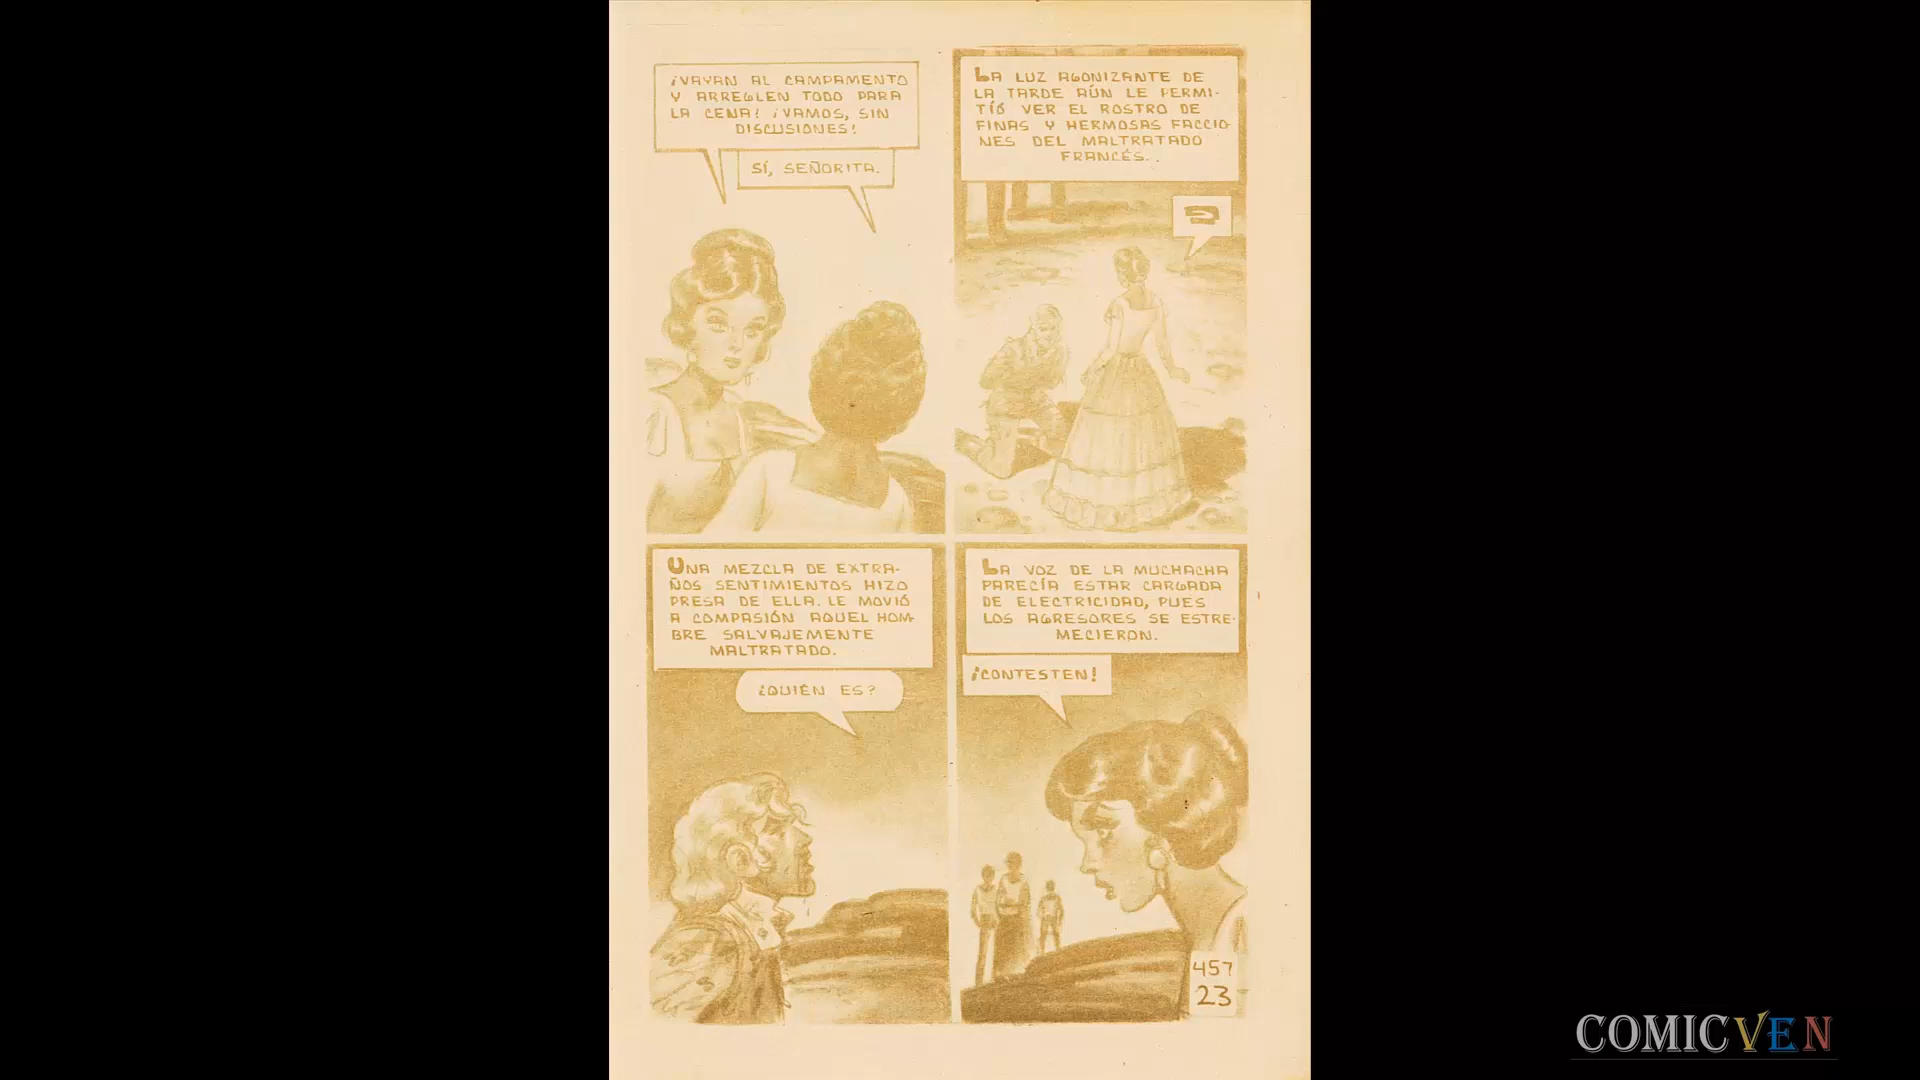 ¡VAYAN AL CAMPAMENTO
Y ARREGLEN TODO PARA
LA CENA! ¡VAMOS, SIN
DISCUSIONES!
SÍ, SEÑORITA.
LA LUZ AGONIZANTE DE
LA TARDE AÚN LE PERMI-
TIÓ VER EL ROSTRO DE
FINAS Y HERMOSAS FACCIO-
NES DEL MALTRATADO
FRANCÉS..
UNA MEZCLA DE EXTRA-
ÑOS SENTIMIENTOS HIZO
PRESA DE ELLA. LE MOVIÓ
A COMPASIÓN AQUEL HOM-
BRE SALVAJEMENTE
MALTRATADO.
¿QUIÉN ES?
LA VOZ DE LA MUCHACHA
PARECÍA ESTAR CARGADA
DE ELECTRICIDAD, PUES
LOS AGRESORES SE ESTRE-
MECIERON.
¡CONTESTEN!
457
23
COMICVEN